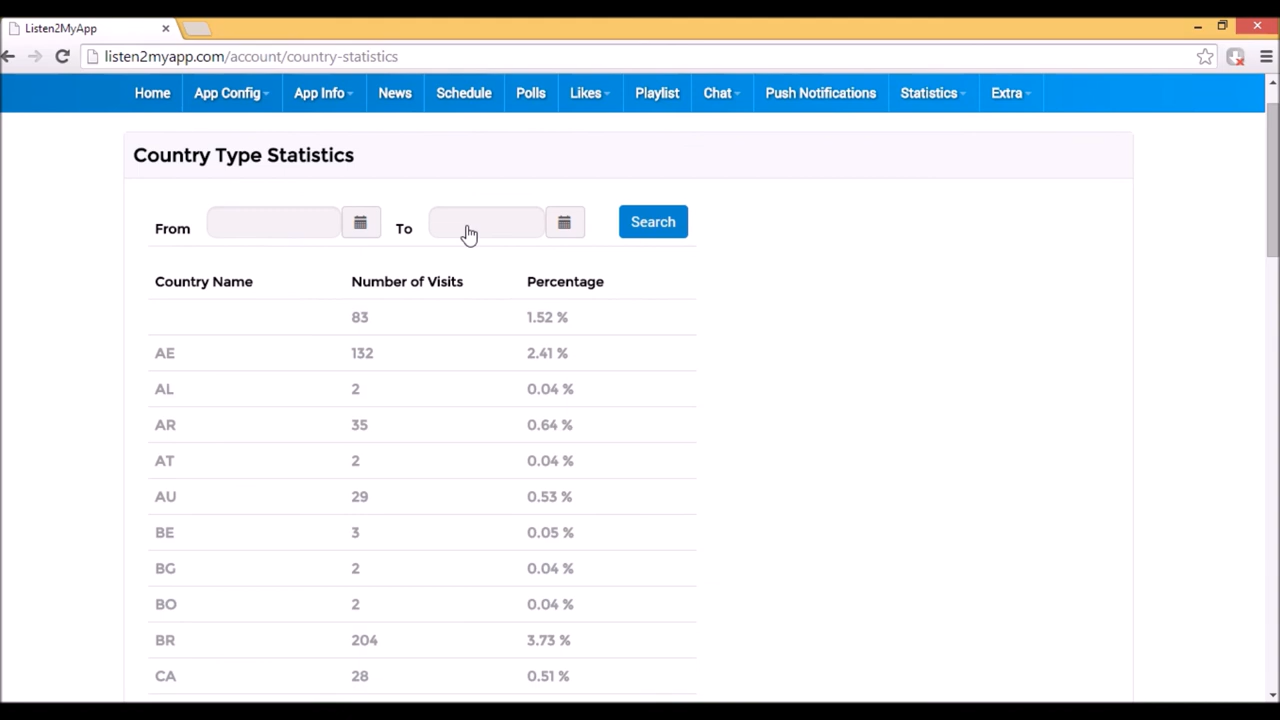 Listen2MyApp
listen2myapp.com/account/country-statistics
Home App Config App Info News Schedule Polls Likes Playlist Chat Push Notifications Statistics Extra
Country Type Statistics
From To Search
Country Name Number of Visits Percentage
83 1.52 %
AE 132 2.41 %
AL 2 0.04 %
AR 35 0.64 %
AT 2 0.04 %
AU 29 0.53 %
BE 3 0.05 %
BG 2 0.04 %
BO 2 0.04 %
BR 204 3.73 %
CA 28 0.51 %